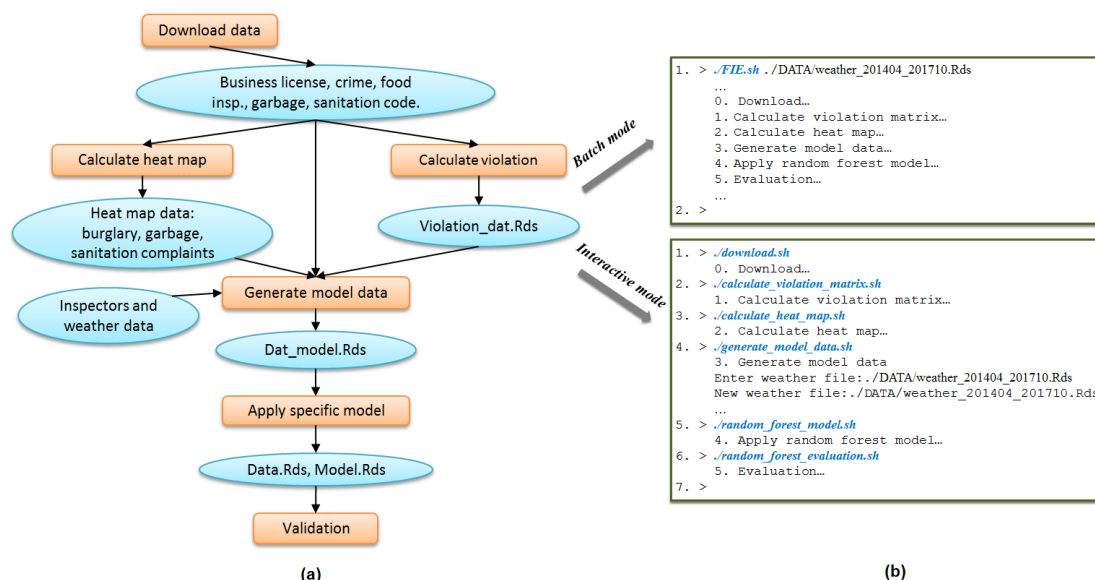 Download data
Business license, crime, food
insp., garbage, sanitation code.
Calculate heat map
Calculate violation
Heat map data:
burglary, garbage,
sanitation complaints
Violation_dat.Rds
Inspectors and
weather data
Generate model data
Dat_model.Rds
Apply specific model
Data.Rds, Model.Rds
Validation
(a)
Batch mode
Interactive mode
1. > ./FIE.sh ./DATA/weather_201404_201710.Rds
...
0. Download…
1. Calculate violation matrix…
2. Calculate heat map…
3. Generate model data…
4. Apply random forest model…
5. Evaluation…
...
2. >
1. > ./download.sh
0. Download…
2. > ./calculate_violation_matrix.sh
1. Calculate violation matrix…
3. > ./calculate_heat_map.sh
2. Calculate heat map…
4. > ./generate_model_data.sh
3. Generate model data
Enter weather file:./DATA/weather_201404_201710.Rds
New weather file:./DATA/weather_201404_201710.Rds
...
5. > ./random_forest_model.sh
4. Apply random forest model…
6. > ./random_forest_evaluation.sh
5. Evaluation…
7. >
(b)